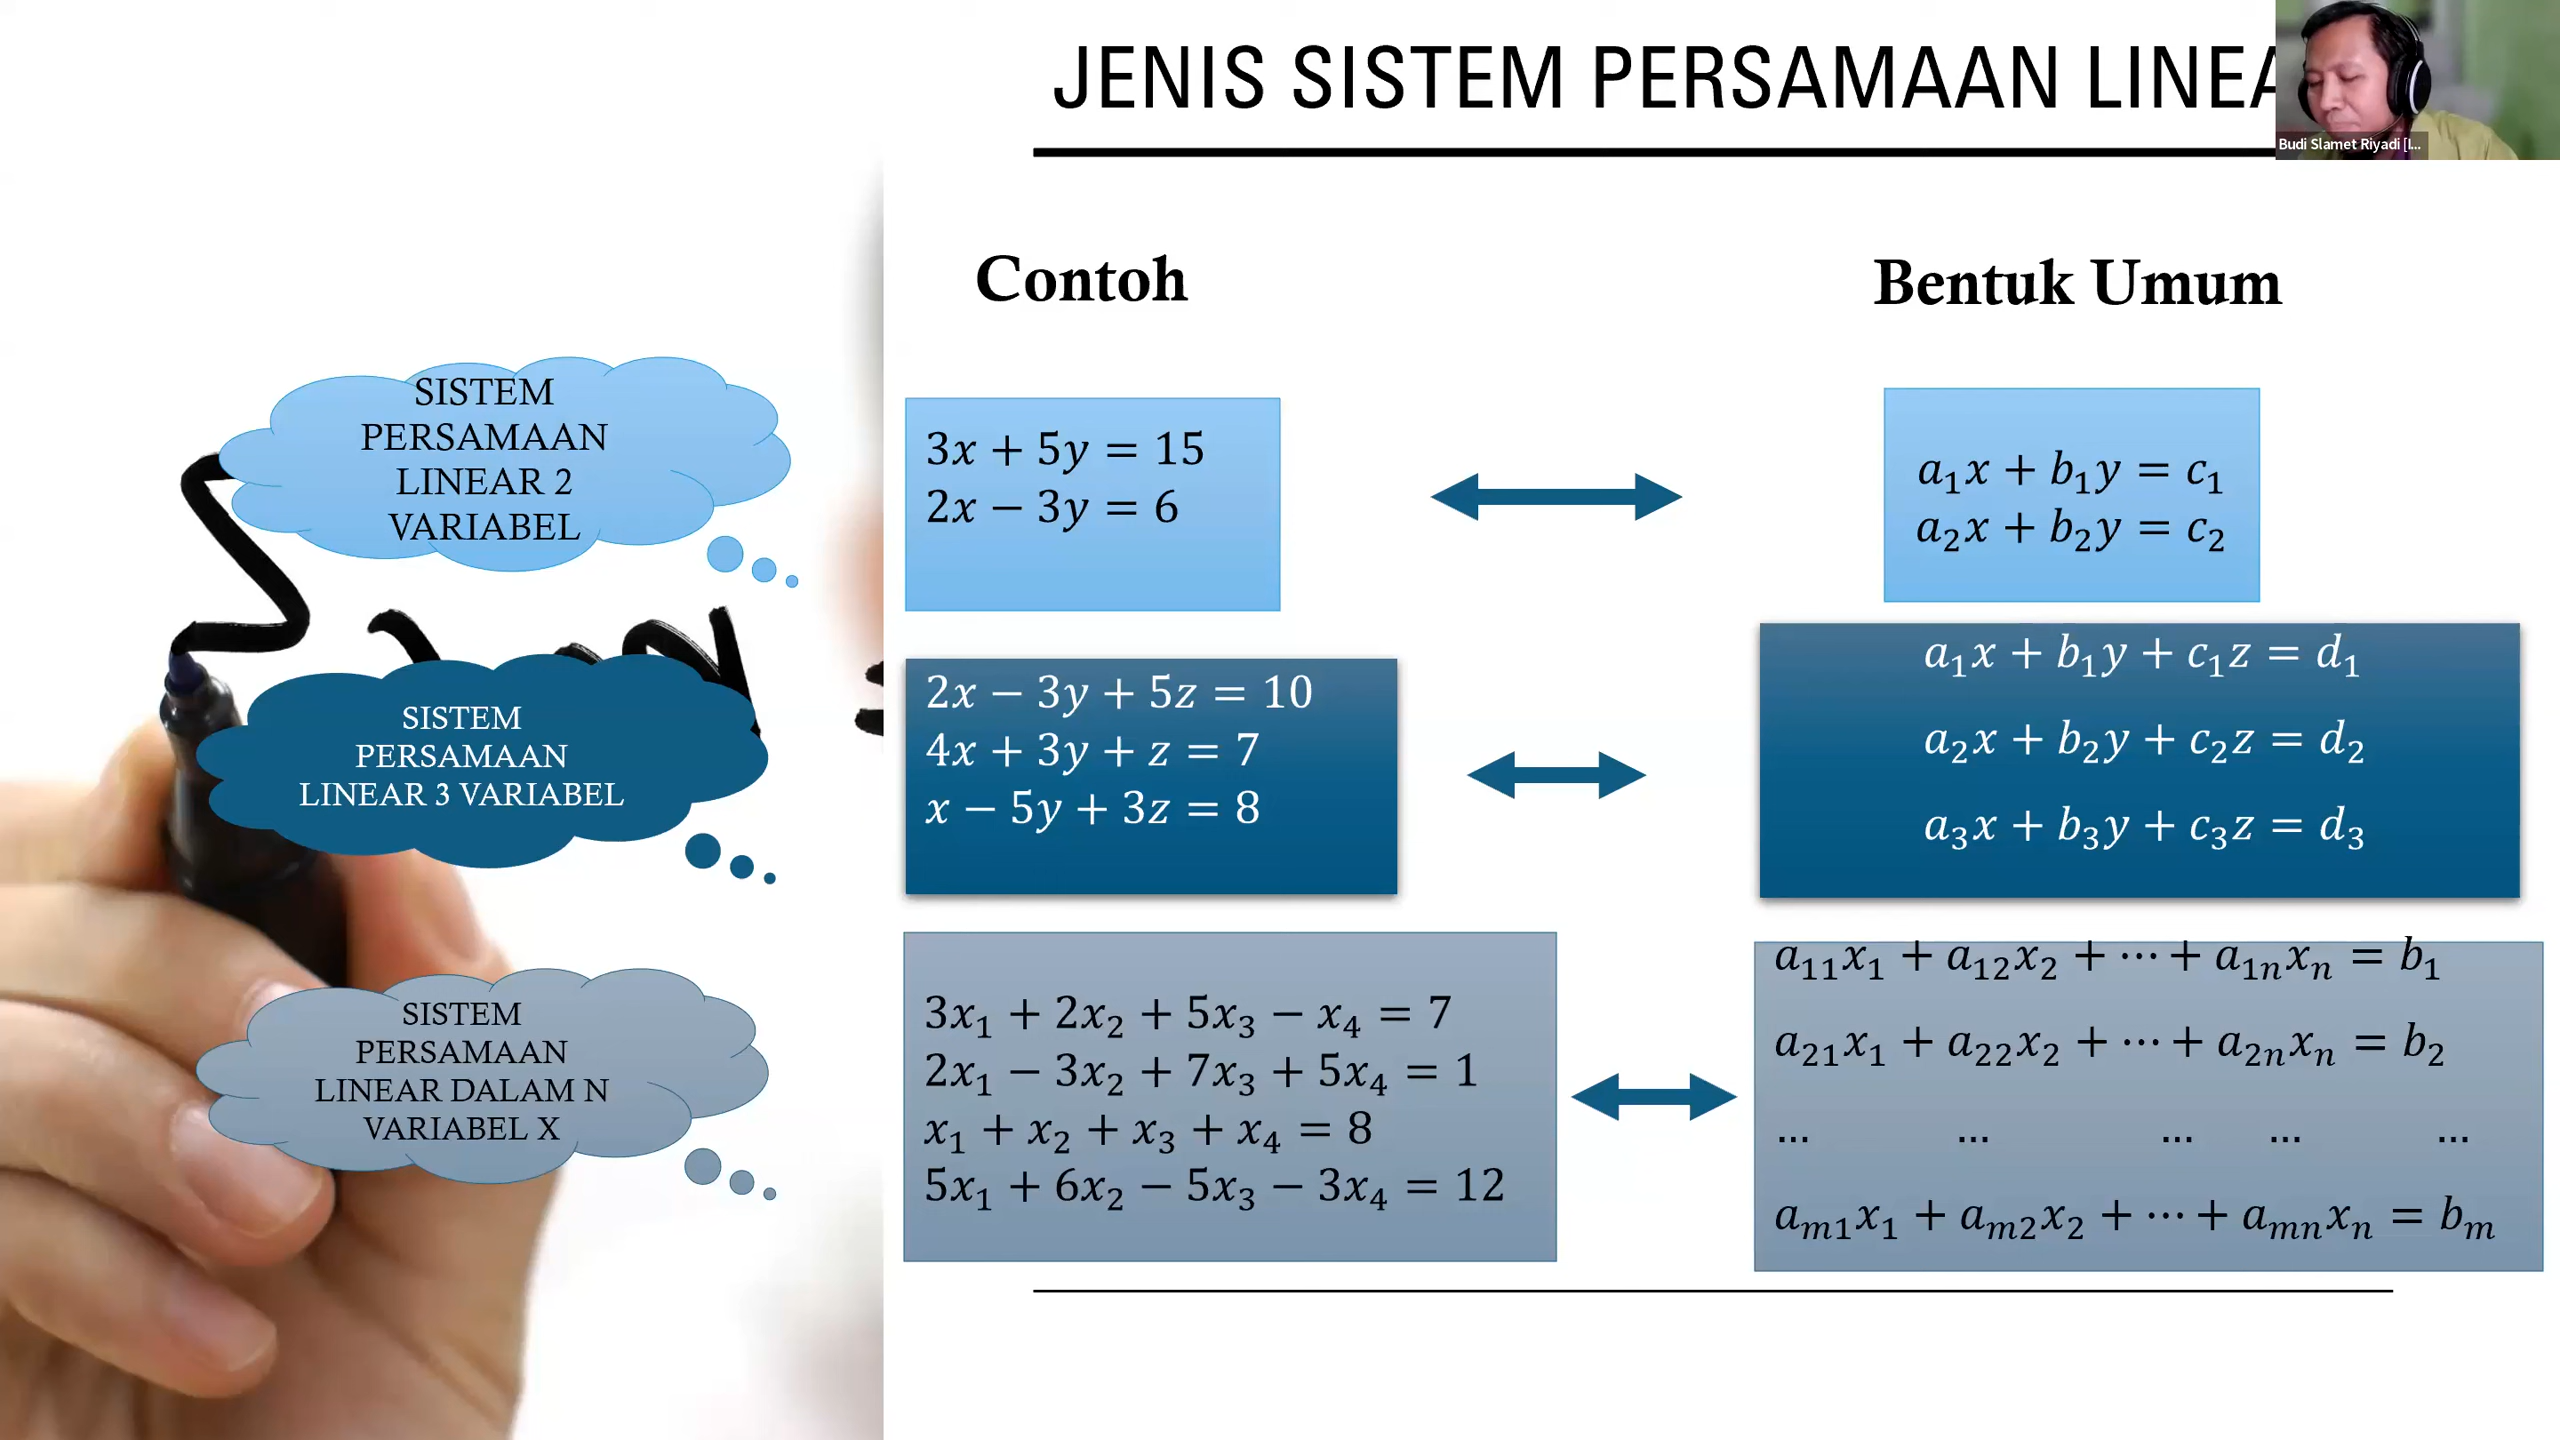 JENIS SISTEM PERSAMAAN LINEA
Budi Slamet Riyadi [I...
Contoh
Bentuk Umum
SISTEM
PERSAMAAN
LINEAR 2
VARIABEL
3x + 5y = 15
2x − 3y = 6
a₁x + b₁y = c₁
a₂x + b₂y = c₂
SISTEM
PERSAMAAN
LINEAR 3 VARIABEL
2x − 3y + 5z = 10
4x + 3y + z = 7
x − 5y + 3z = 8
a₁x + b₁y + c₁z = d₁
a₂x + b₂y + c₂z = d₂
a₃x + b₃y + c₃z = d₃
SISTEM
PERSAMAAN
LINEAR DALAM N
VARIABEL X
3x₁ + 2x₂ + 5x₃ − x₄ = 7
2x₁ − 3x₂ + 7x₃ + 5x₄ = 1
x₁ + x₂ + x₃ + x₄ = 8
5x₁ + 6x₂ − 5x₃ − 3x₄ = 12
a₁₁x₁ + a₁₂x₂ + ⋯ + a₁ₙxₙ = b₁
a₂₁x₁ + a₂₂x₂ + ⋯ + a₂ₙxₙ = b₂
... ... ... ... ...
aₘ₁x₁ + aₘ₂x₂ + ⋯ + aₘₙxₙ = bₘ